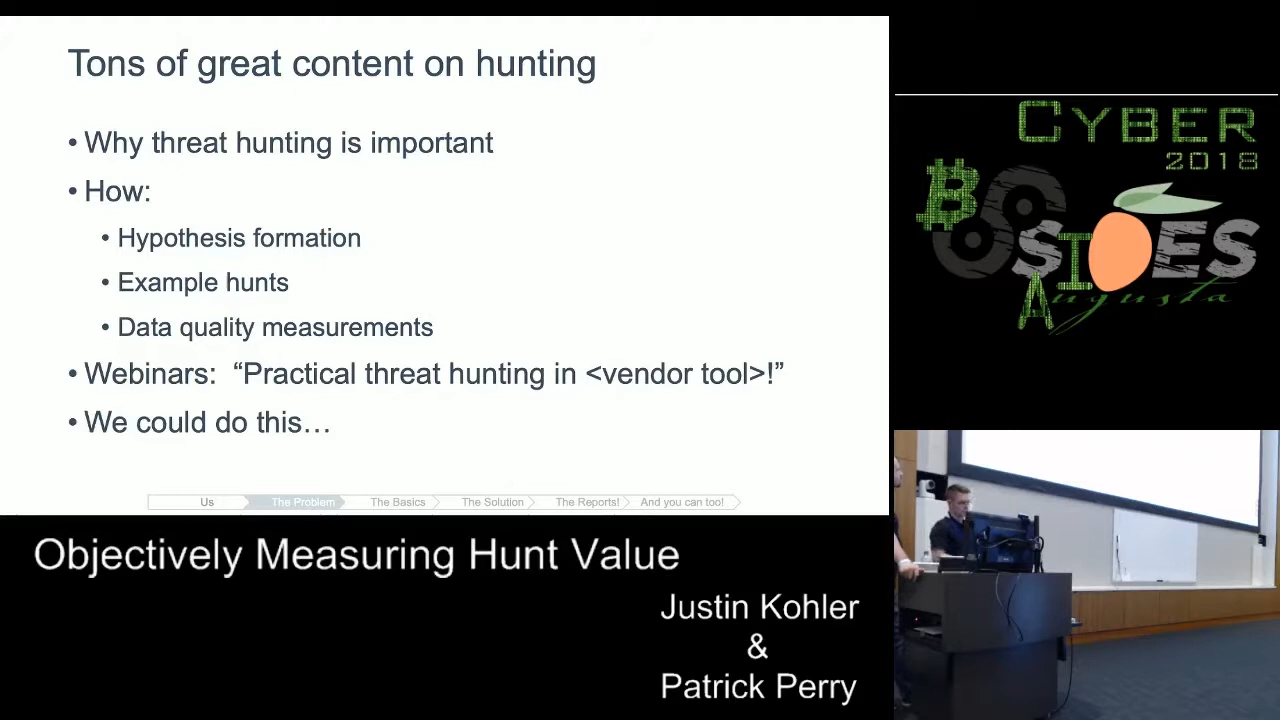 Tons of great content on hunting
• Why threat hunting is important
• How:
• Hypothesis formation
• Example hunts
• Data quality measurements
• Webinars: “Practical threat hunting in <vendor tool>!”
• We could do this…
Us
The Problem
The Basics
The Solution
The Reports!
And you can too!
CYBER
2018
BSIDES
Augusta
Objectively Measuring Hunt Value
Justin Kohler
&
Patrick Perry